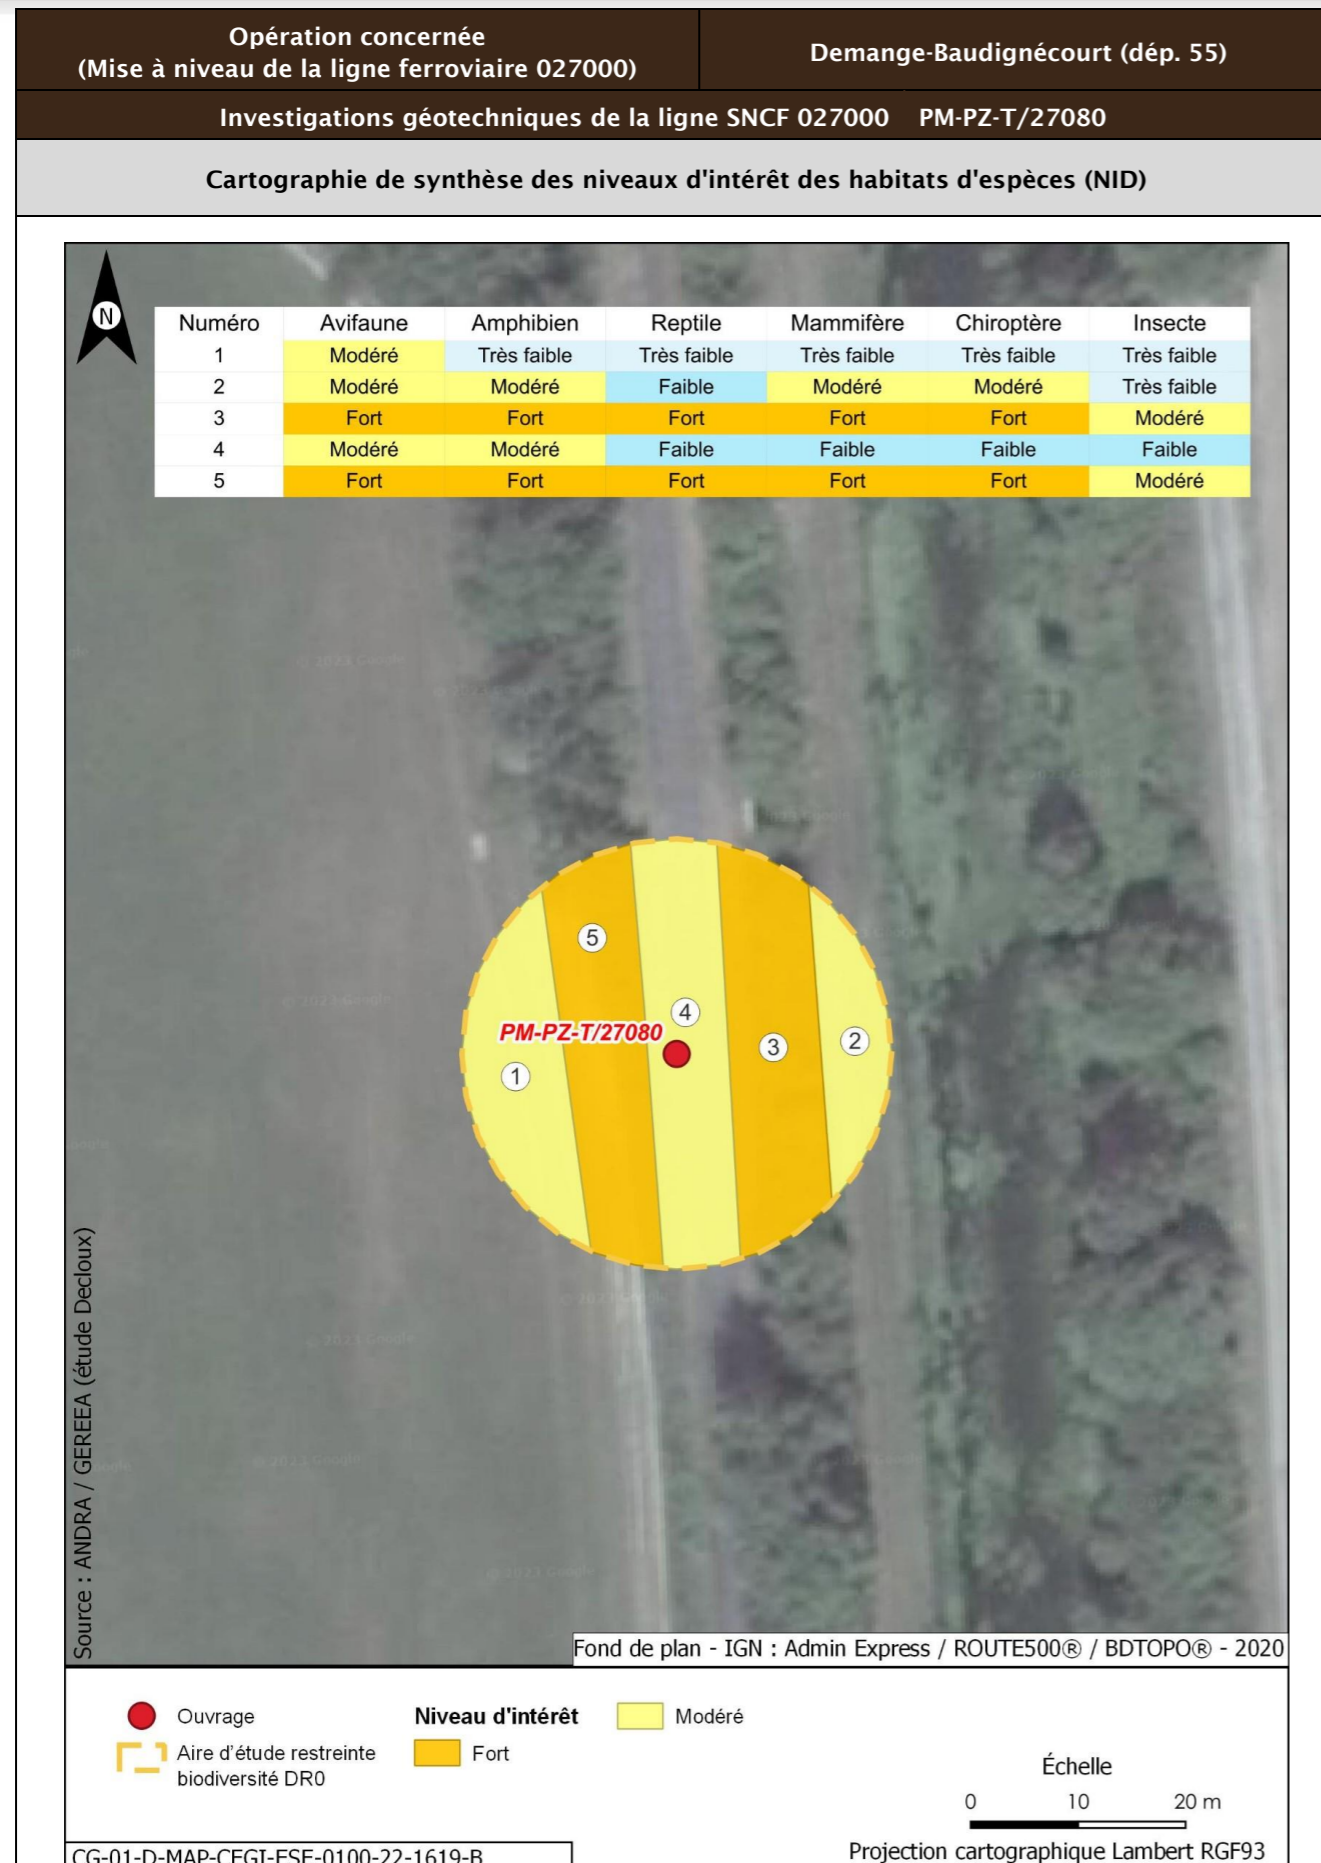 Opération concernée
(Mise à niveau de la ligne ferroviaire 027000)
Demange-Baudignécourt (dép. 55)
Investigations géotechniques de la ligne SNCF 027000 PM-PZ-T/27080
Cartographie de synthèse des niveaux d'intérêt des habitats d'espèces (NID)
N
Numéro Avifaune Amphibien Reptile Mammifère Chiroptère Insecte
1 Modéré Très faible Très faible Très faible Très faible Très faible
2 Modéré Modéré Faible Modéré Modéré Très faible
3 Fort Fort Fort Fort Fort Modéré
4 Modéré Modéré Faible Faible Faible Faible
5 Fort Fort Fort Fort Fort Modéré
© 2023 Google
5
4
PM-PZ-T/27080
3
2
1
Source : ANDRA / GEREEA (étude Decloux)
Fond de plan - IGN : Admin Express / ROUTE500® / BDTOPO® - 2020
Ouvrage
Aire d'étude restreinte
biodiversité DR0
Niveau d'intérêt
Fort
Modéré
Échelle
0 10 20 m
Projection cartographique Lambert RGF93
CG-01-D-MAP-CEGI-ESE-0100-22-1619-B